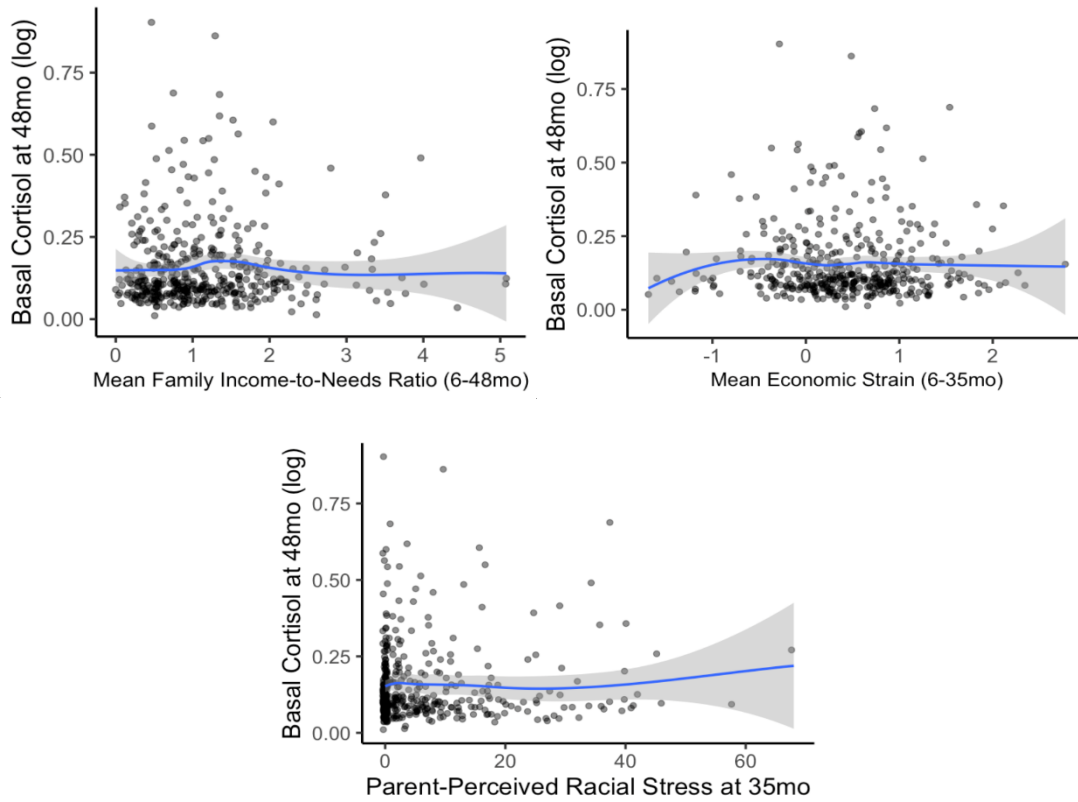 Basal Cortisol at 48mo (log)
0.75
0.50
0.25
0.00
0 1 2 3 4 5
Mean Family Income-to-Needs Ratio (6-48mo)
Basal Cortisol at 48mo (log)
0.75
0.50
0.25
0.00
-1 0 1 2
Mean Economic Strain (6-35mo)
Basal Cortisol at 48mo (log)
0.75
0.50
0.25
0.00
0 20 40 60
Parent-Perceived Racial Stress at 35mo